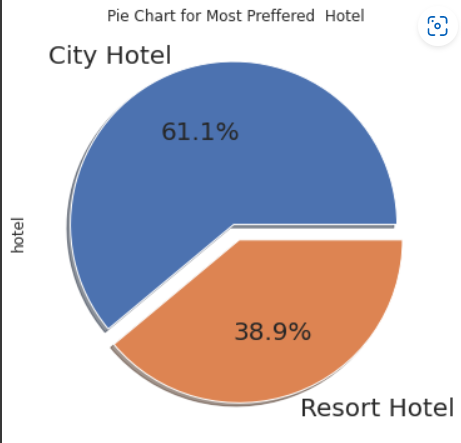 Pie Chart for Most Preffered  Hotel
City Hotel
61.1%
hotel
38.9%
Resort Hotel